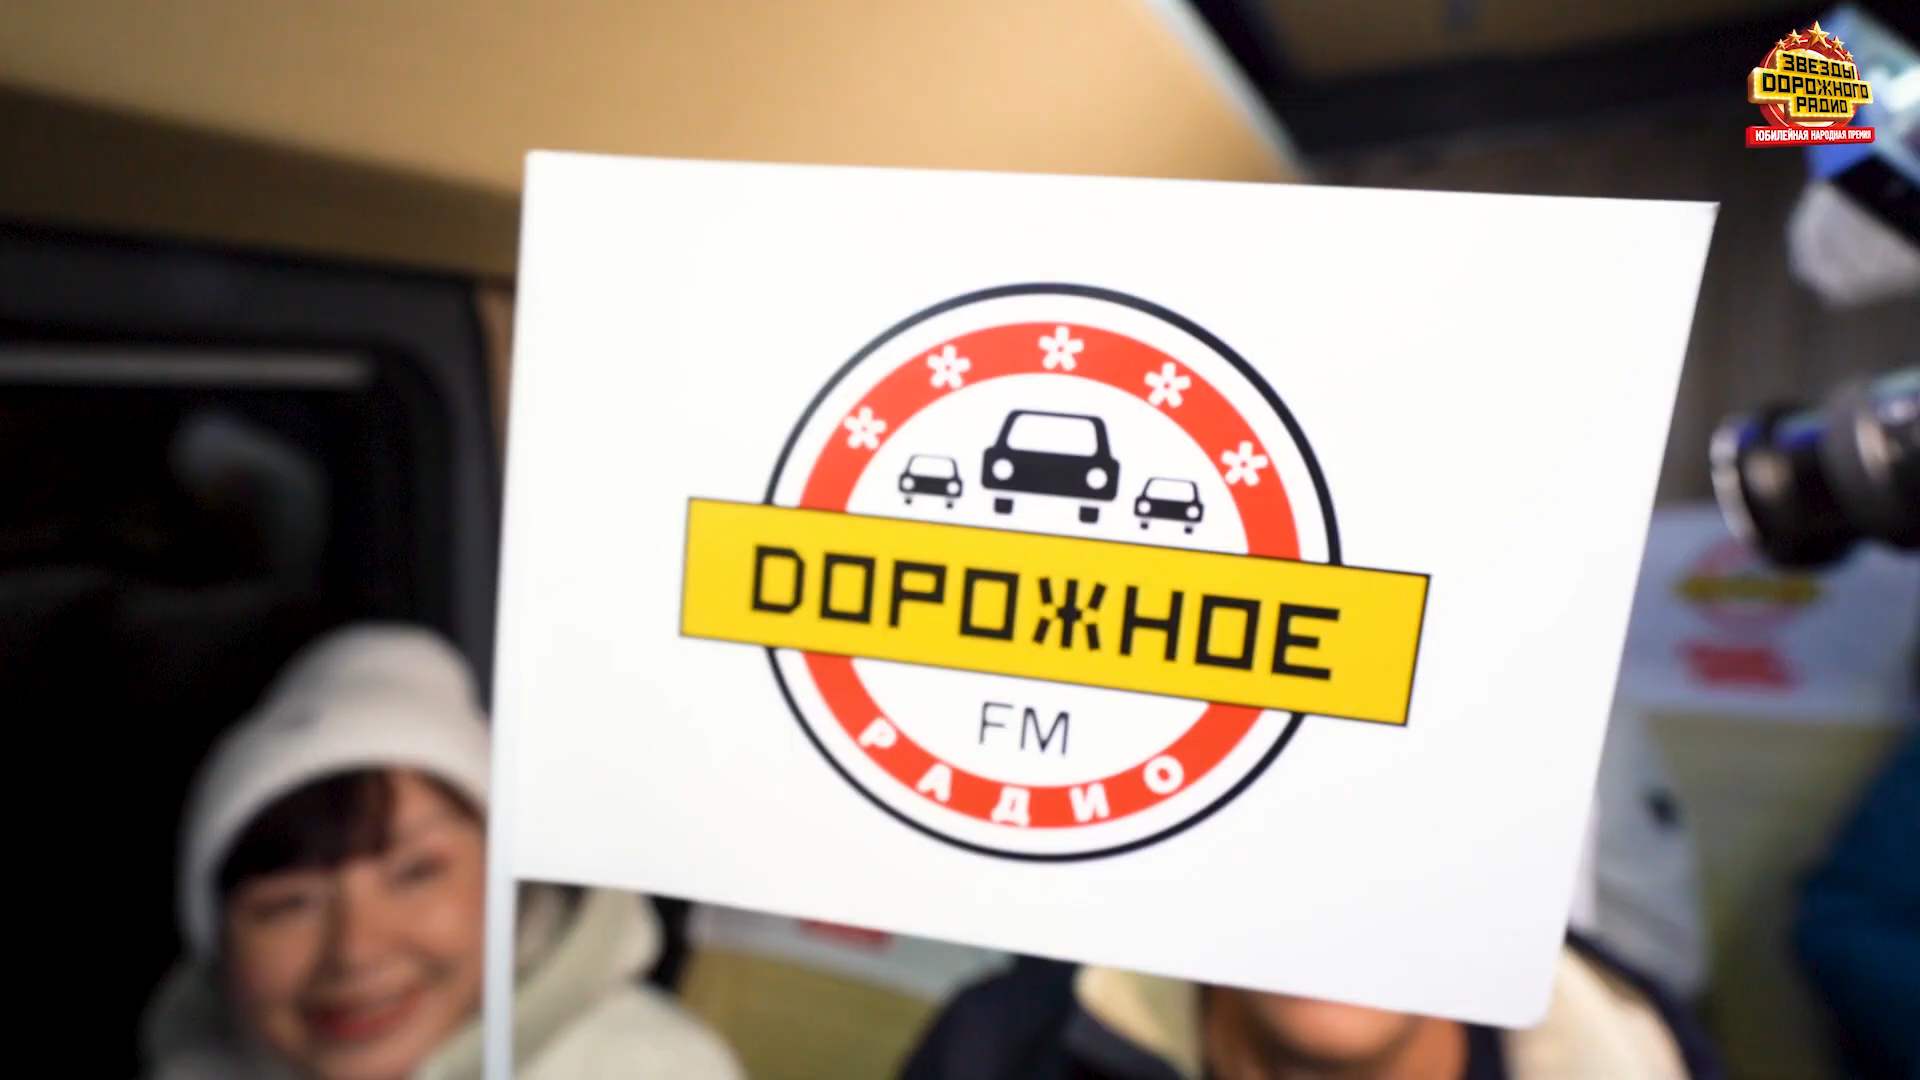 ЗВЕЗДЫ
ДОРОЖНОГО
РАДИО
ЮБИЛЕЙНАЯ НАРОДНАЯ ПРЕМИЯ
ДОРОЖНОЕ
FM
РАДИО